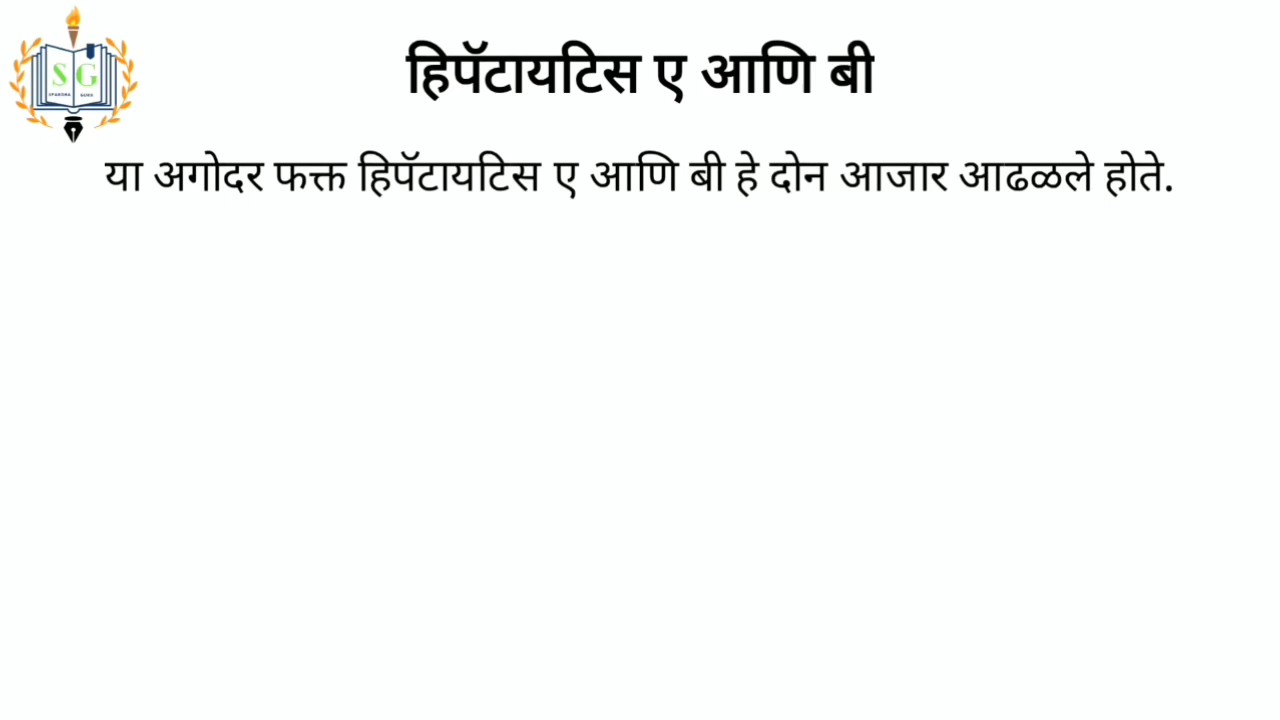 S G
हिपॅटायटिस ए आणि बी
या अगोदर फक्त हिपॅटायटिस ए आणि बी हे दोन आजार आढळले होते.